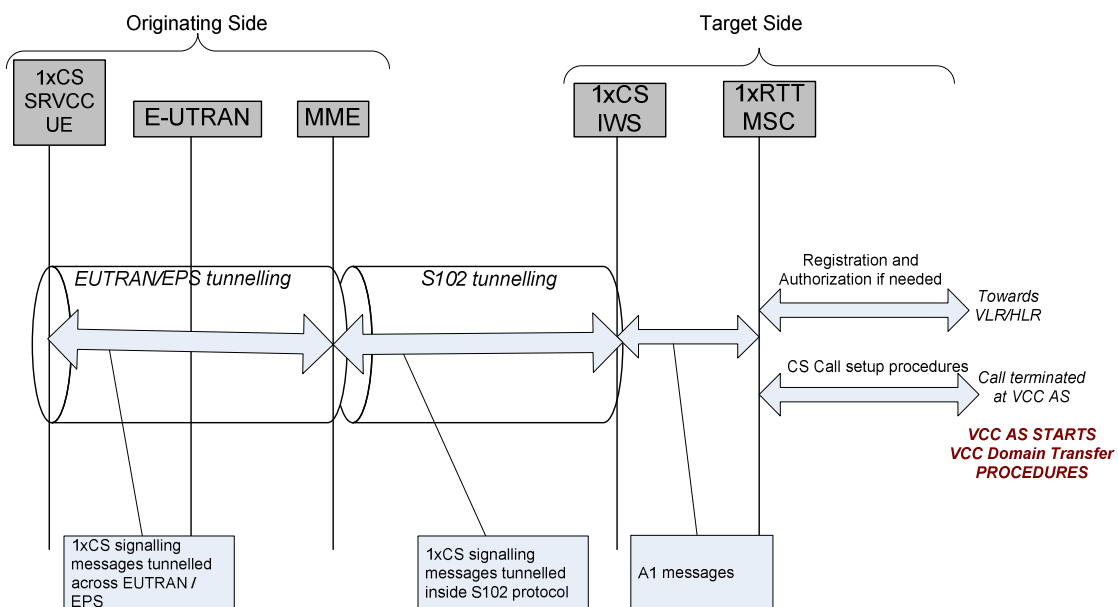 Originating Side
Target Side
1xCS
SRVCC
UE
E-UTRAN
MME
1xCS
IWS
1xRTT
MSC
EUTRAN/EPS tunnelling
S102 tunnelling
Registration and
Authorization if needed
Towards
VLR/HLR
CS Call setup procedures
Call terminated
at VCC AS
VCC AS STARTS
VCC Domain Transfer
PROCEDURES
1xCS signalling
messages tunnelled
across EUTRAN /
EPS
1xCS signalling
messages tunnelled
inside S102 protocol
A1 messages